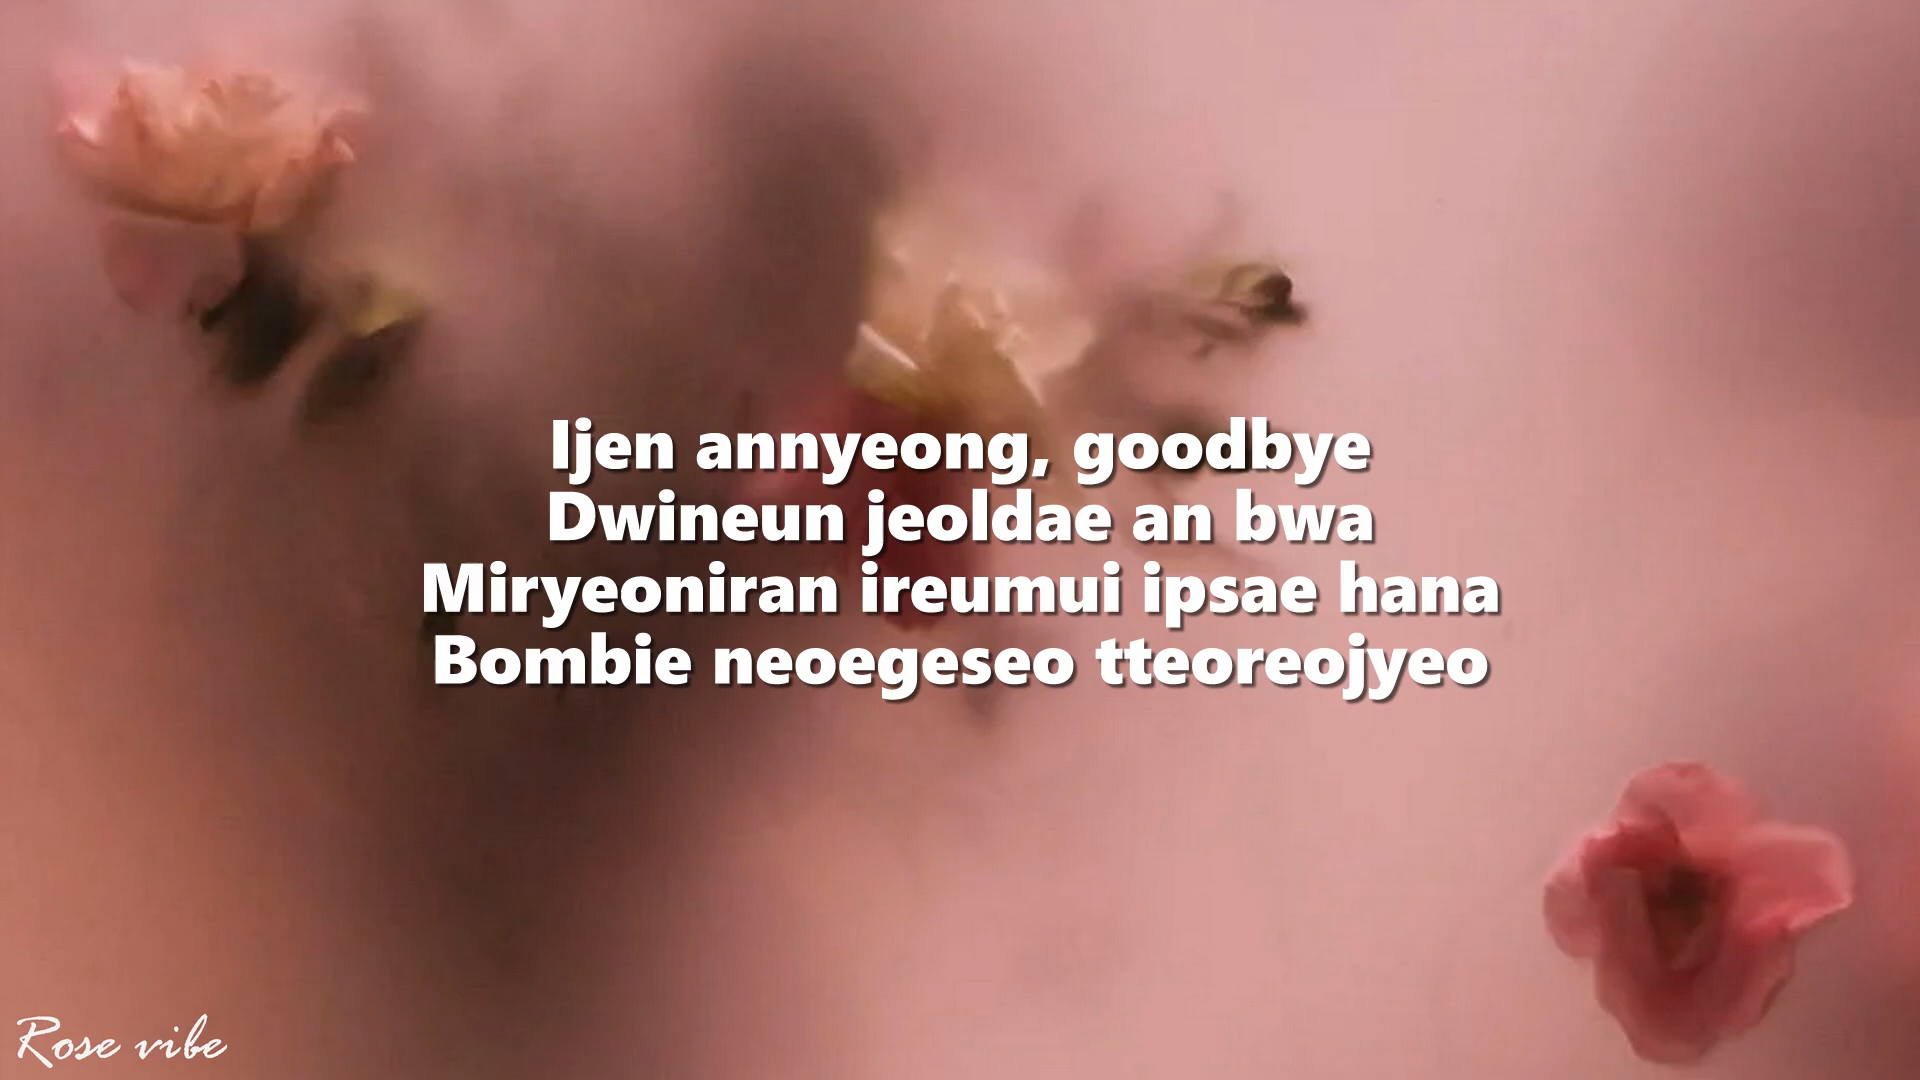 Ijen annyeong, goodbye
Dwineun jeoldae an bwa
Miryeoniran ireumui ipsae hana
Bombie neoegeseo tteoreojyeo
Rose vibe